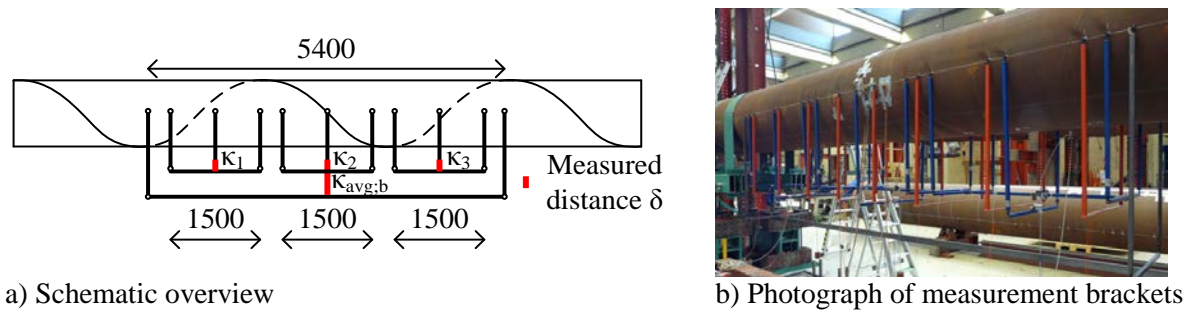 5400
κ1 κ2 κ3
κavg;b
Measured
distance δ
1500 1500 1500
a) Schematic overview
b) Photograph of measurement brackets